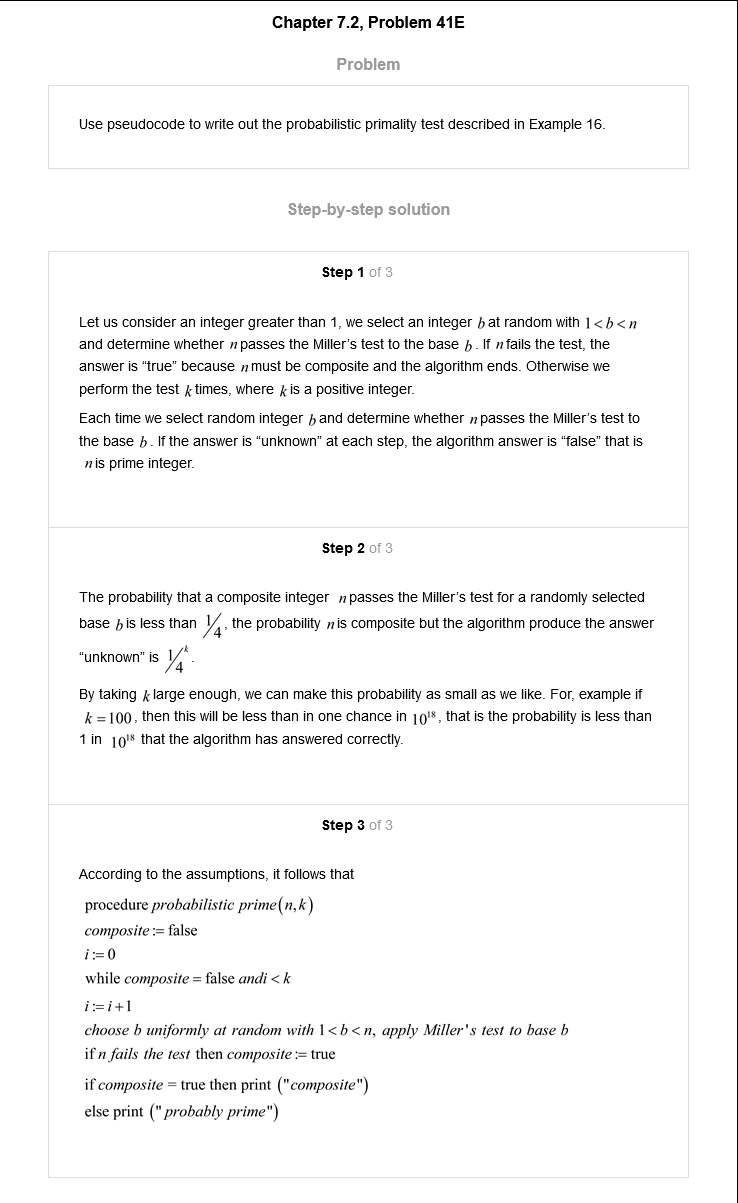 Chapter 7.2, Problem 41E
Problem
Use pseudocode to write out the probabilistic primality test described in Example 16.
Step-by-step solution
Step 1 of 3
Let us consider an integer greater than 1, we select an integer b at random with 1<b<n
and determine whether n passes the Miller's test to the base b. If n fails the test, the
answer is “true” because n must be composite and the algorithm ends. Otherwise we
perform the test k times, where k is a positive integer.
Each time we select random integer b and determine whether n passes the Miller's test to
the base b. If the answer is “unknown” at each step, the algorithm answer is “false” that is
n is prime integer.
Step 2 of 3
The probability that a composite integer n passes the Miller's test for a randomly selected
base b is less than 1/4, the probability n is composite but the algorithm produce the answer
“unknown” is 1/4^k.
By taking k large enough, we can make this probability as small as we like. For, example if
k = 100, then this will be less than in one chance in 10^18, that is the probability is less than
1 in 10^18 that the algorithm has answered correctly.
Step 3 of 3
According to the assumptions, it follows that
procedure probabilistic prime(n,k)
composite := false
i := 0
while composite = false andi < k
i := i+1
choose b uniformly at random with 1<b<n, apply Miller's test to base b
if n fails the test then composite := true
if composite = true then print ("composite")
else print (" probably prime")